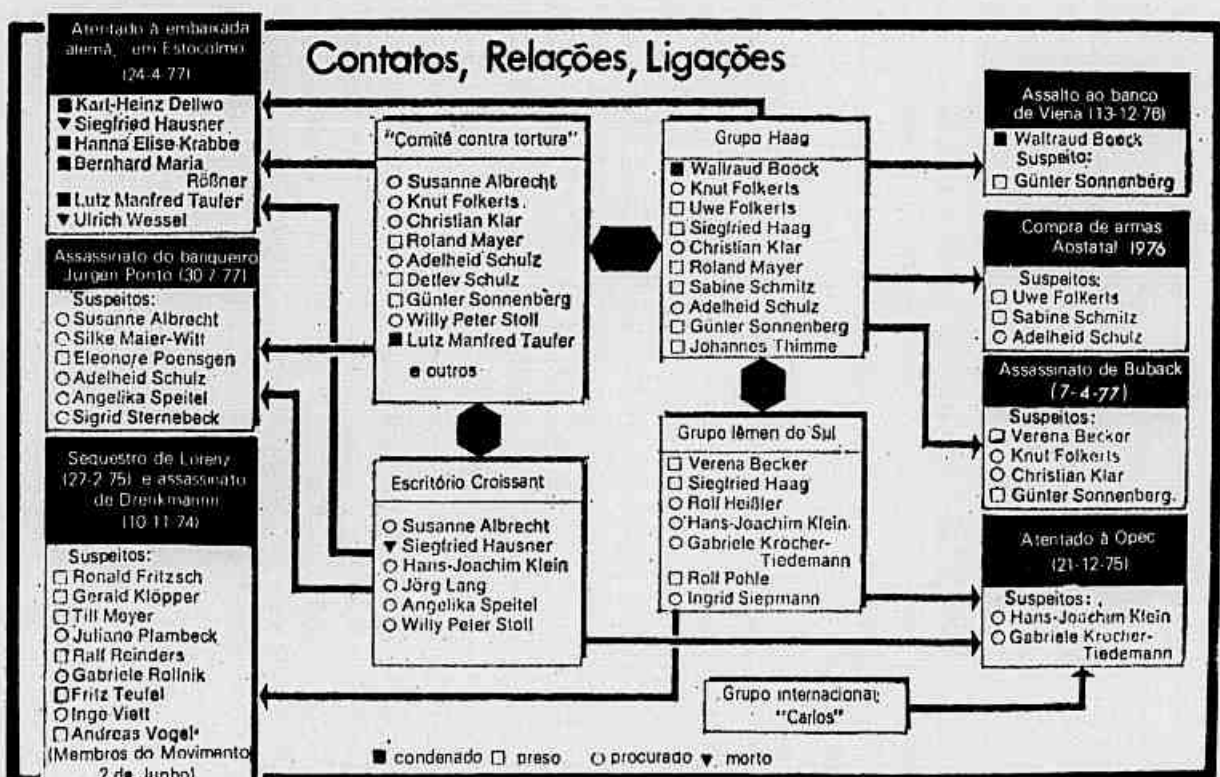 Contatos, Relações, Ligações
Atentado à embaixada
alemã, em Estocolmo
(24-4-77)
■ Karl-Heinz Dellwo
▼ Siegfried Hausner
■ Hanna Elise Krabbe
■ Bernhard Maria
Rößner
■ Lutz Manfred Taufer
▼ Ulrich Wessel
Assassinato do banqueiro
Jurgen Ponto (30 7 77)
Suspeitos:
○ Susanne Albrecht
○ Silke Maier-Witt
□ Eleonore Poensgen
○ Adelheid Schulz
○ Angelika Speitel
○ Sigrid Sternebeck
Sequestro de Lorenz
(27-2 75) e assassinato
de Drenkmannn
(10-11-74)
Suspeitos:
□ Ronald Fritzsch
□ Gerald Klöpper
□ Till Meyer
○ Juliano Plambeck
□ Ralf Reinders
○ Gabriele Rollnik
□ Fritz Teufel
○ Ingo Viett
□ Andreas Vogel
(Membros do Movimento
2 de Junho)
"Comitê contra tortura"
○ Susanne Albrecht
○ Knut Folkerts
○ Christian Klar
□ Roland Mayer
○ Adelheid Schulz
□ Detlev Schulz
□ Günter Sonnenberg
○ Willy Peter Stoll
■ Lutz Manfred Taufer
e outros
Escritório Croissant
○ Susanne Albrecht
▼ Siegfried Hausner
○ Hans-Joachim Klein
○ Jörg Lang
○ Angelika Speitel
○ Willy Peter Stoll
Grupo Haag
■ Waltraud Boock
○ Knut Folkerts
□ Uwe Folkerts
□ Siegfried Haag
○ Christian Klar
□ Roland Mayer
□ Sabine Schmitz
○ Adelheid Schulz
□ Günter Sonnenberg
□ Johannes Thimme
Grupo Iêmen do Sul
□ Verena Becker
□ Siegfried Haag
○ Rolf Heißler
○ Hans-Joachim Klein
○ Gabriele Krocher-
Tiedemann
□ Rolf Pohle
○ Ingrid Siepmann
Grupo internacional
"Carlos"
Assalto ao banco
de Viena (13-12-76)
■ Waltraud Boock
Suspeito:
□ Günter Sonnenberg
Compra de armas
Aostatal 1976
Suspeitos:
□ Uwe Folkerts
□ Sabine Schmitz
○ Adelheid Schulz
Assassinato de Buback
(7-4-77)
Suspeitos:
□ Verena Becker
○ Knut Folkerts
○ Christian Klar
□ Günter Sonnenberg.
Atentado à Opec
(21-12-75)
Suspeitos:
○ Hans-Joachim Klein
○ Gabriele Krocher-
Tiedemann
■ condenado □ preso ○ procurado ▼ morto